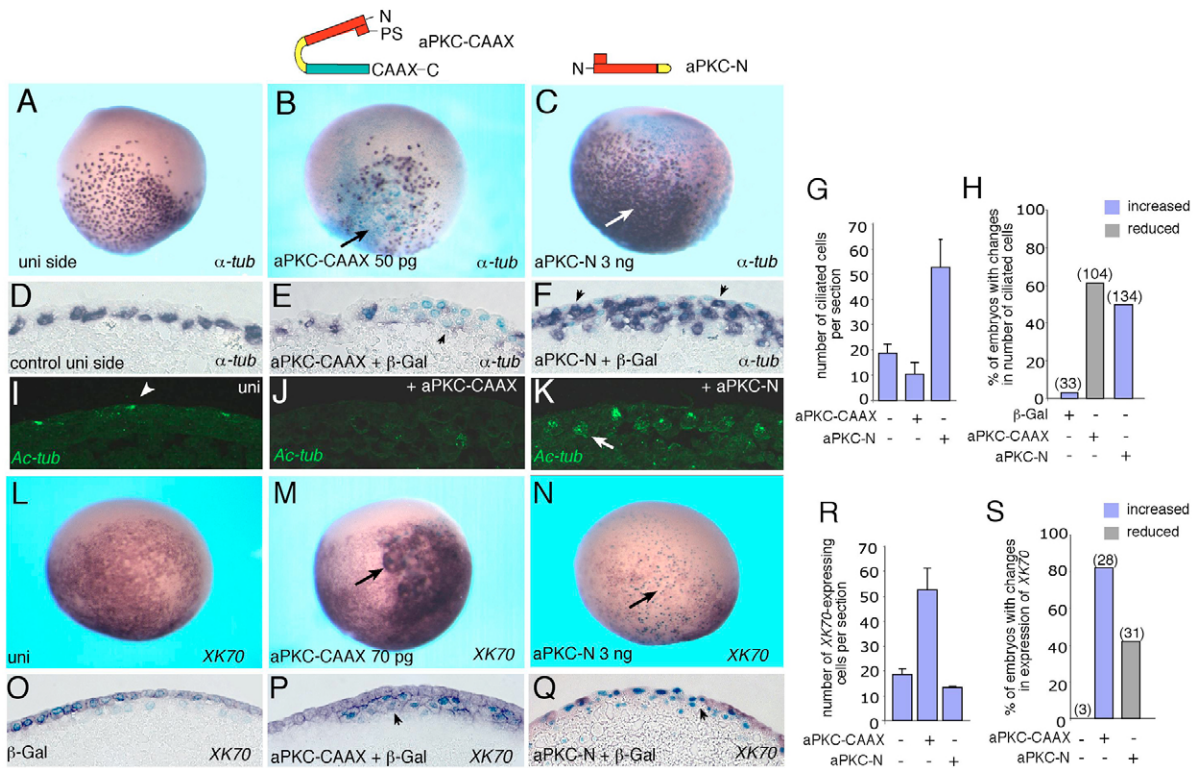 N
PS
aPKC-CAAX
CAAX-C
N
aPKC-N
A
uni side
α-tub
B
aPKC-CAAX 50 pg
α-tub
C
aPKC-N 3 ng
α-tub
D
control uni side
α-tub
E
aPKC-CAAX + β-Gal
α-tub
F
aPKC-N + β-Gal
α-tub
I
uni
Ac-tub
J
+ aPKC-CAAX
K
+ aPKC-N
Ac-tub
L
uni
XK70
M
aPKC-CAAX 70 pg
XK70
N
aPKC-N 3 ng
XK70
O
β-Gal
XK70
P
aPKC-CAAX + β-Gal
XK70
Q
aPKC-N + β-Gal
XK70
G
number of ciliated cells
per section
70
60
50
40
30
20
10
0
aPKC-CAAX - + -
aPKC-N - - +
H
increased
reduced
% of embryos with changes
in number of ciliated cells
100
80
60
40
20
0
(33)
(104)
(134)
β-Gal + - -
aPKC-CAAX - + -
aPKC-N - - +
R
number of XK70-expressing
cells per section
70
60
50
40
30
20
10
0
aPKC-CAAX - + -
aPKC-N - - +
S
increased
reduced
% of embryos with changes
in expression of XK70
100
80
60
40
20
0
(3)
(28)
(31)
aPKC-CAAX - + -
aPKC-N - - +